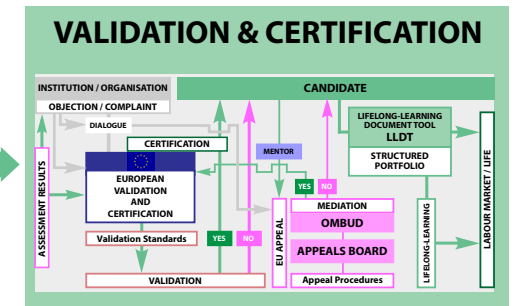 VALIDATION & CERTIFICATION
INSTITUTION / ORGANISATION
CANDIDATE
OBJECTION / COMPLAINT
DIALOGUE
CERTIFICATION
MENTOR
LIFELONG-LEARNING
DOCUMENT TOOL
LLDT
STRUCTURED
PORTFOLIO
ASSESSMENT RESULTS
EUROPEAN
VALIDATION
AND
CERTIFICATION
YES
NO
MEDIATION
OMBUD
APPEALS BOARD
Appeal Procedures
EU APPEAL
LIFELONG-LEARNING
LABOUR MARKET / LIFE
Validation Standards
YES
NO
VALIDATION